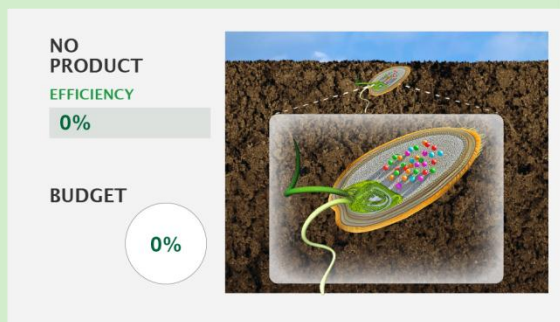 NO
PRODUCT
EFFICIENCY
0%
BUDGET
0%